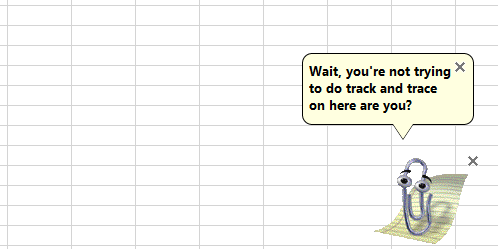 Wait, you're not trying
to do track and trace
on here are you?